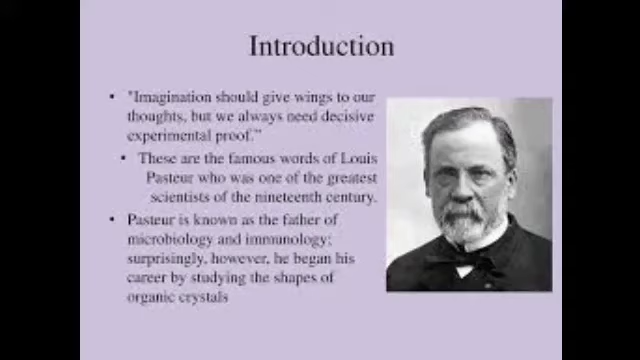 Introduction
• "Imagination should give wings to our
thoughts, but we always need decisive
experimental proof."
• These are the famous words of Louis
Pasteur who was one of the greatest
scientists of the nineteenth century.
• Pasteur is known as the father of
microbiology and immunology;
surprisingly, however, he began his
career by studying the shapes of
organic crystals